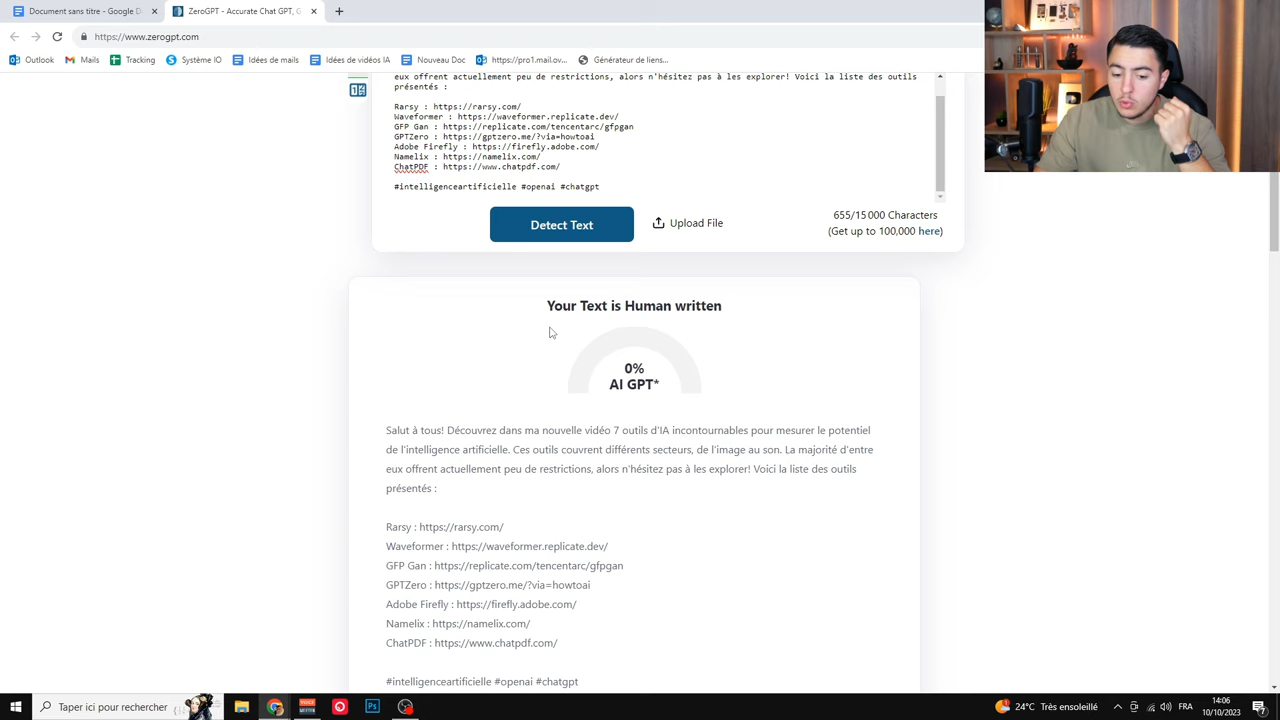 Document sans titre - Google D
ZeroGPT - Accurate Chat GPT, G
https://www.zerogpt.com
Outlook
Mails
Tracking
Système IO
Idées de mails
Idées de vidéos IA
Nouveau Doc
https://pro1.mail.ov...
Générateur de liens...
eux offrent actuellement peu de restrictions, alors n'hésitez pas à les explorer! Voici la liste des outils
présentés :
Rarsy : https://rarsy.com/
Waveformer : https://waveformer.replicate.dev/
GFP Gan : https://replicate.com/tencentarc/gfpgan
GPTZero : https://gptzero.me/?via=howtoai
Adobe Firefly : https://firefly.adobe.com/
Namelix : https://namelix.com/
ChatPDF : https://www.chatpdf.com/
#intelligenceartificielle #openai #chatgpt
Detect Text
Upload File
655/15 000 Characters
(Get up to 100,000 here)
Your Text is Human written
0%
AI GPT*
Salut à tous! Découvrez dans ma nouvelle vidéo 7 outils d'IA incontournables pour mesurer le potentiel
de l'intelligence artificielle. Ces outils couvrent différents secteurs, de l'image au son. La majorité d'entre
eux offrent actuellement peu de restrictions, alors n'hésitez pas à les explorer! Voici la liste des outils
présentés :
Rarsy : https://rarsy.com/
Waveformer : https://waveformer.replicate.dev/
GFP Gan : https://replicate.com/tencentarc/gfpgan
GPTZero : https://gptzero.me/?via=howtoai
Adobe Firefly : https://firefly.adobe.com/
Namelix : https://namelix.com/
ChatPDF : https://www.chatpdf.com/
#intelligenceartificielle #openai #chatgpt
Taper ici pour rechercher
Ps
24°C Très ensoleillé
FRA
14:06
10/10/2023